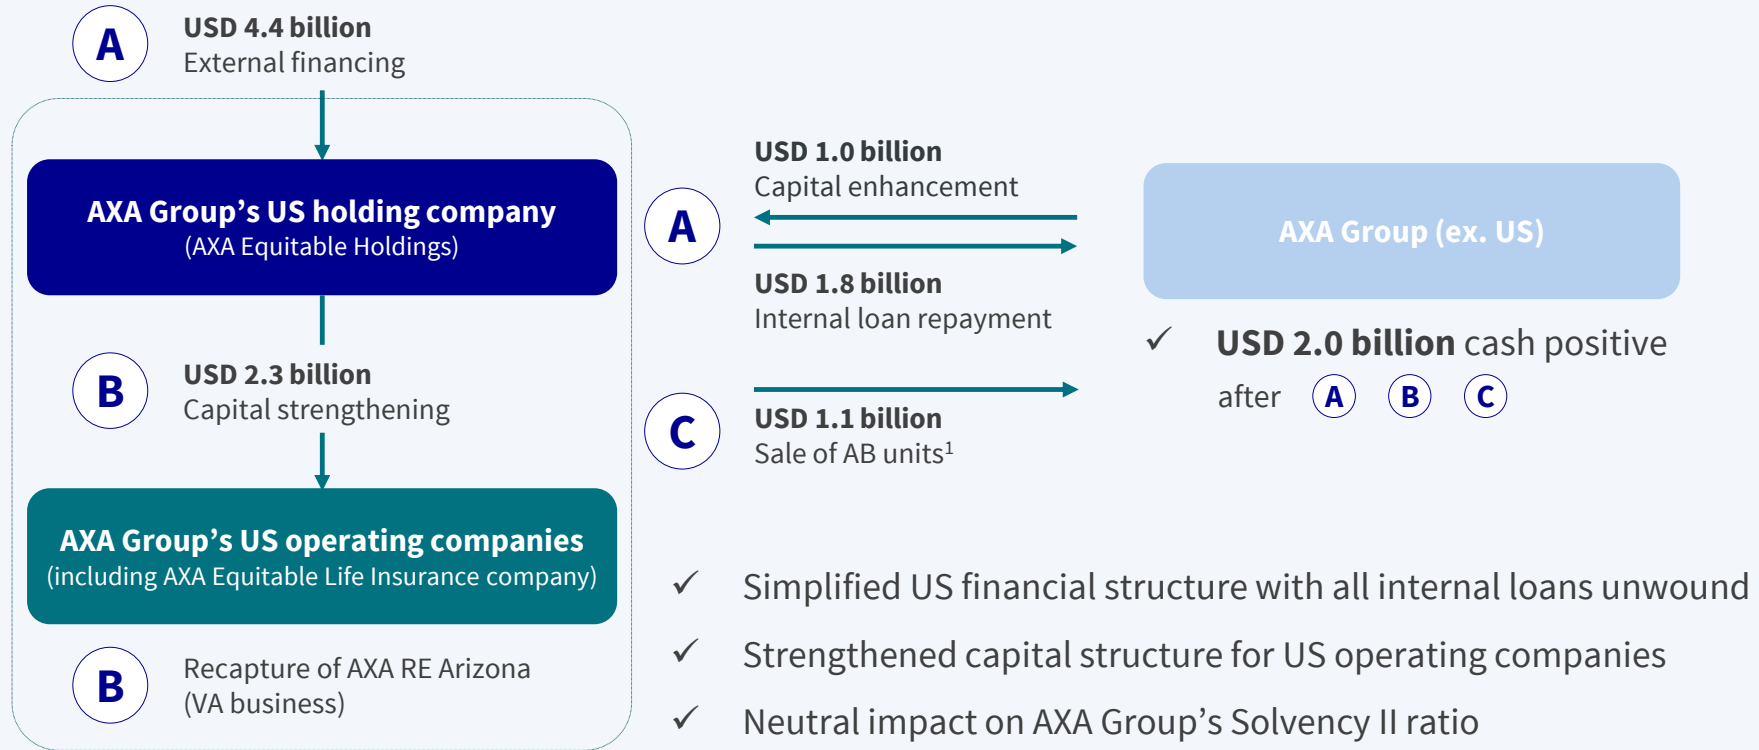 A
USD 4.4 billion
External financing
AXA Group's US holding company
(AXA Equitable Holdings)
A
USD 1.0 billion
Capital enhancement
USD 1.8 billion
Internal loan repayment
AXA Group (ex. US)
✓ USD 2.0 billion cash positive
after A B C
B
USD 2.3 billion
Capital strengthening
C
USD 1.1 billion
Sale of AB units¹
AXA Group's US operating companies
(including AXA Equitable Life Insurance company)
B
Recapture of AXA RE Arizona
(VA business)
✓ Simplified US financial structure with all internal loans unwound
✓ Strengthened capital structure for US operating companies
✓ Neutral impact on AXA Group's Solvency II ratio